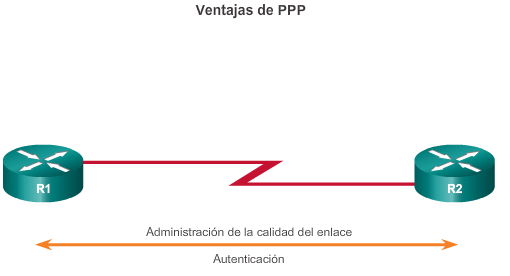 Ventajas de PPP
R1
R2
Administración de la calidad del enlace
Autenticación